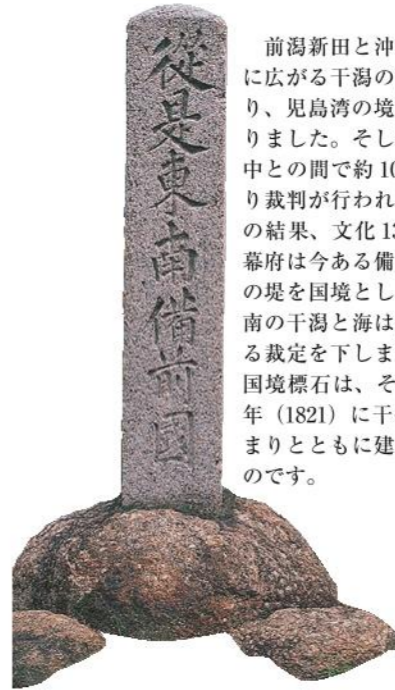 從是東南備前国
前潟新田と沖
に広がる干潟の
り、児島湾の境
りました。そし
中との間で約 10
り裁判が行われ
の結果、文化 13
幕府は今ある備
の堤を国境とし
南の干潟と海は
る裁定を下しま
国境標石は、そ
年（1821）に干
まりとともに建
のです。